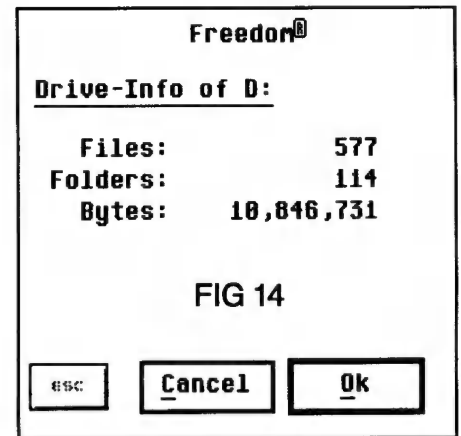 Freedom®
Drive-Info of D:
Files: 577
Folders: 114
Bytes: 10,846,731
FIG 14
esc Cancel Ok